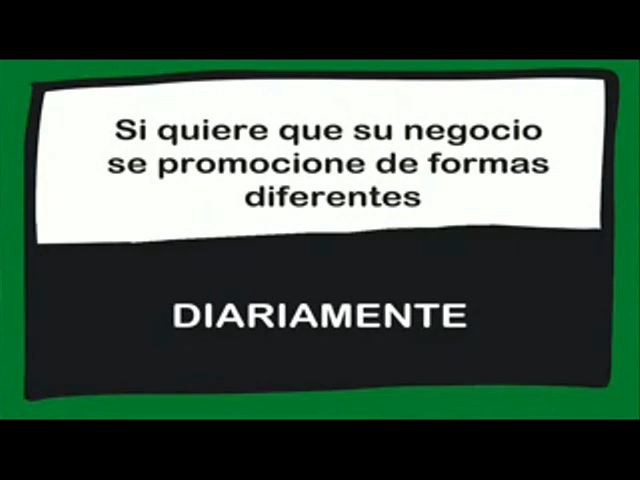 Si quiere que su negocio
se promocione de formas
diferentes
DIARIAMENTE